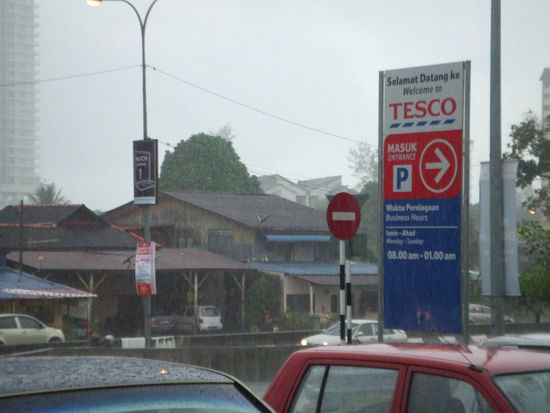 Selamat Datang ke
Welcome to
TESCO
MASUK
ENTRANCE
P
Waktu Perniagaan
Business Hours
Isnin - Ahad
Monday - Sunday
08.00 am - 01.00 am